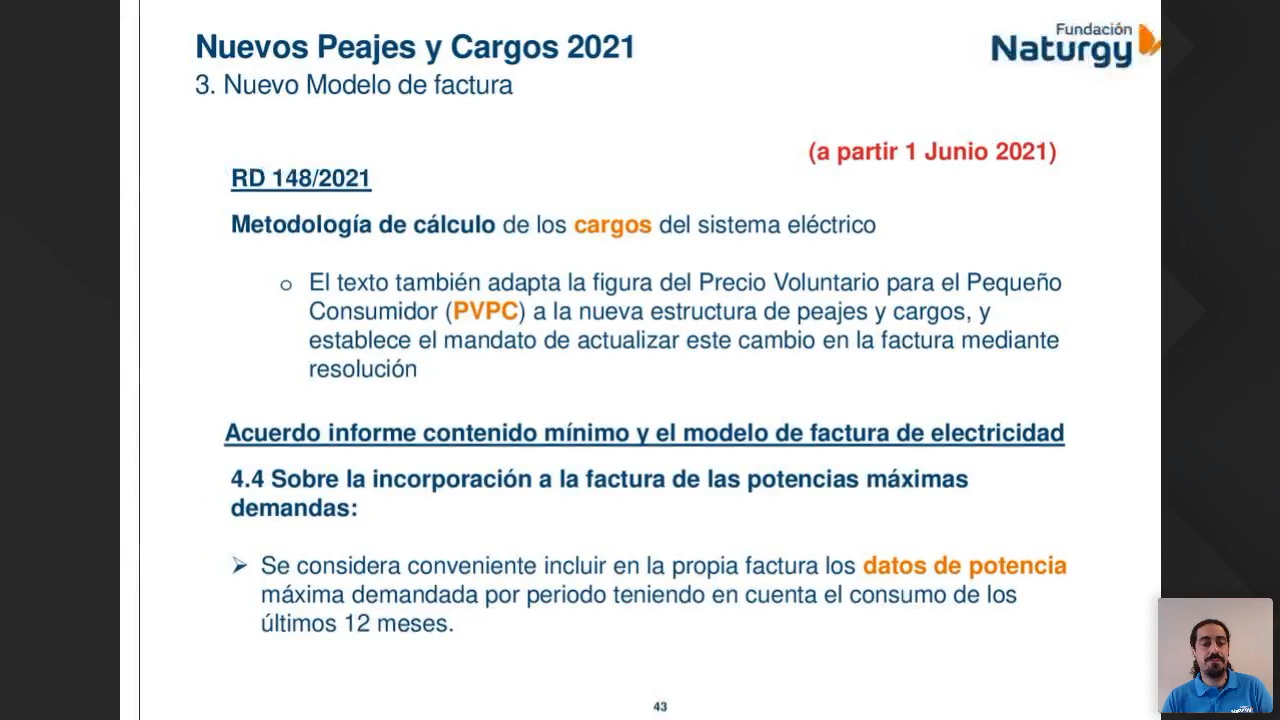 Nuevos Peajes y Cargos 2021
3. Nuevo Modelo de factura
Fundación
Naturgy
(a partir 1 Junio 2021)
RD 148/2021
Metodología de cálculo de los cargos del sistema eléctrico
o El texto también adapta la figura del Precio Voluntario para el Pequeño
Consumidor (PVPC) a la nueva estructura de peajes y cargos, y
establece el mandato de actualizar este cambio en la factura mediante
resolución
Acuerdo informe contenido mínimo y el modelo de factura de electricidad
4.4 Sobre la incorporación a la factura de las potencias máximas
demandas:
➢ Se considera conveniente incluir en la propia factura los datos de potencia
máxima demandada por periodo teniendo en cuenta el consumo de los
últimos 12 meses.
43